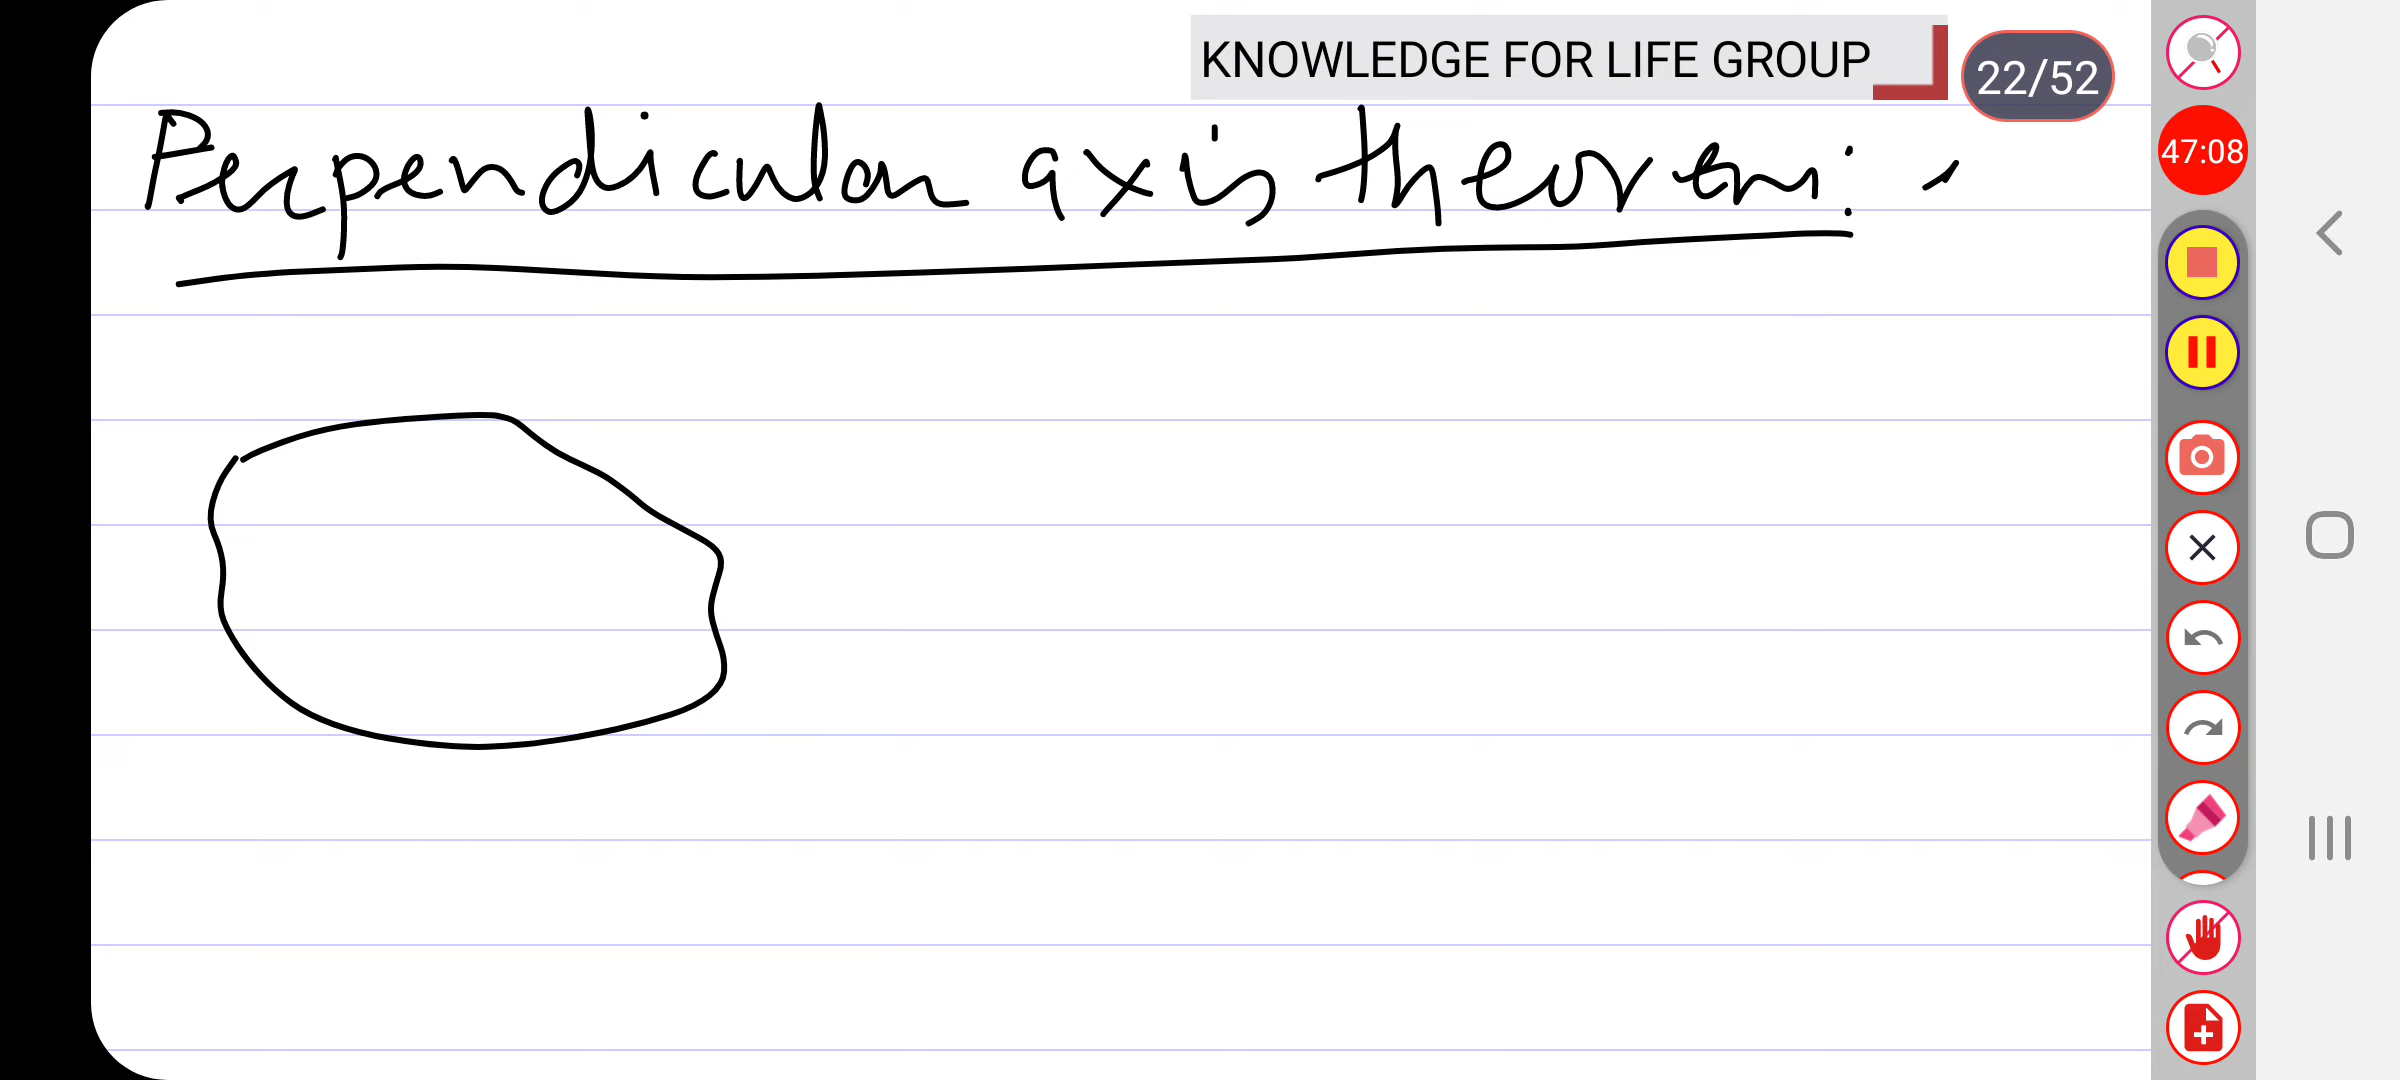 KNOWLEDGE FOR LIFE GROUP
22/52
47:08
Perpendicular axis theorem: